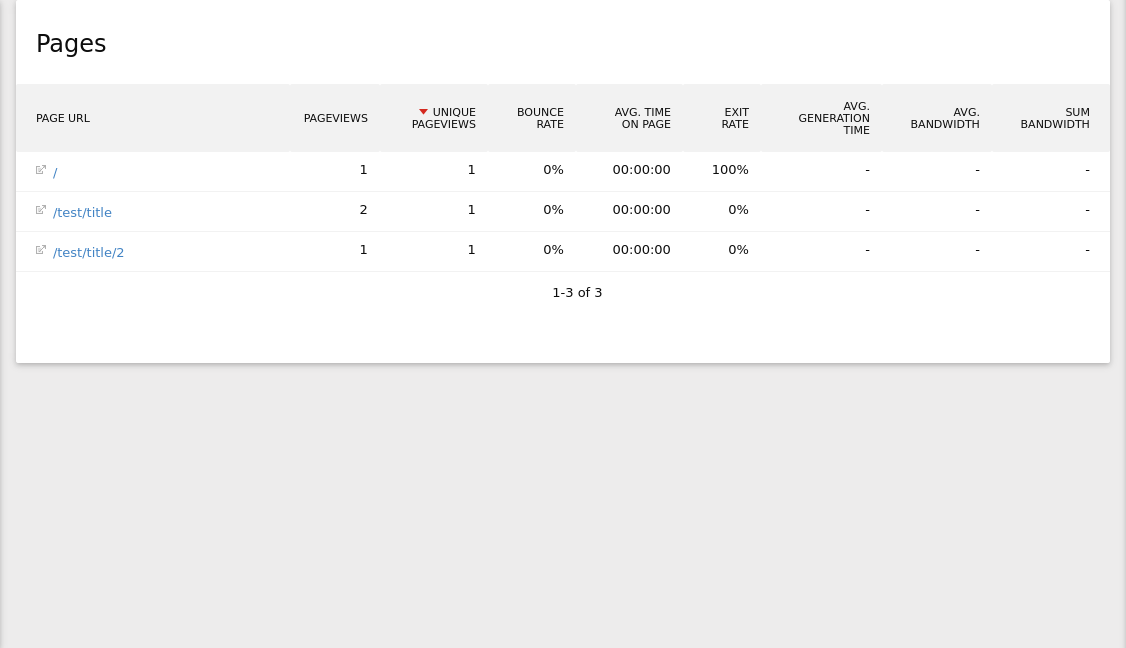 Pages
PAGE URL PAGEVIEWS UNIQUE PAGEVIEWS BOUNCE RATE AVG. TIME ON PAGE EXIT RATE AVG. GENERATION TIME AVG. BANDWIDTH SUM BANDWIDTH
/ 1 1 0% 00:00:00 100% - - -
/test/title 2 1 0% 00:00:00 0% - - -
/test/title/2 1 1 0% 00:00:00 0% - - -
1-3 of 3